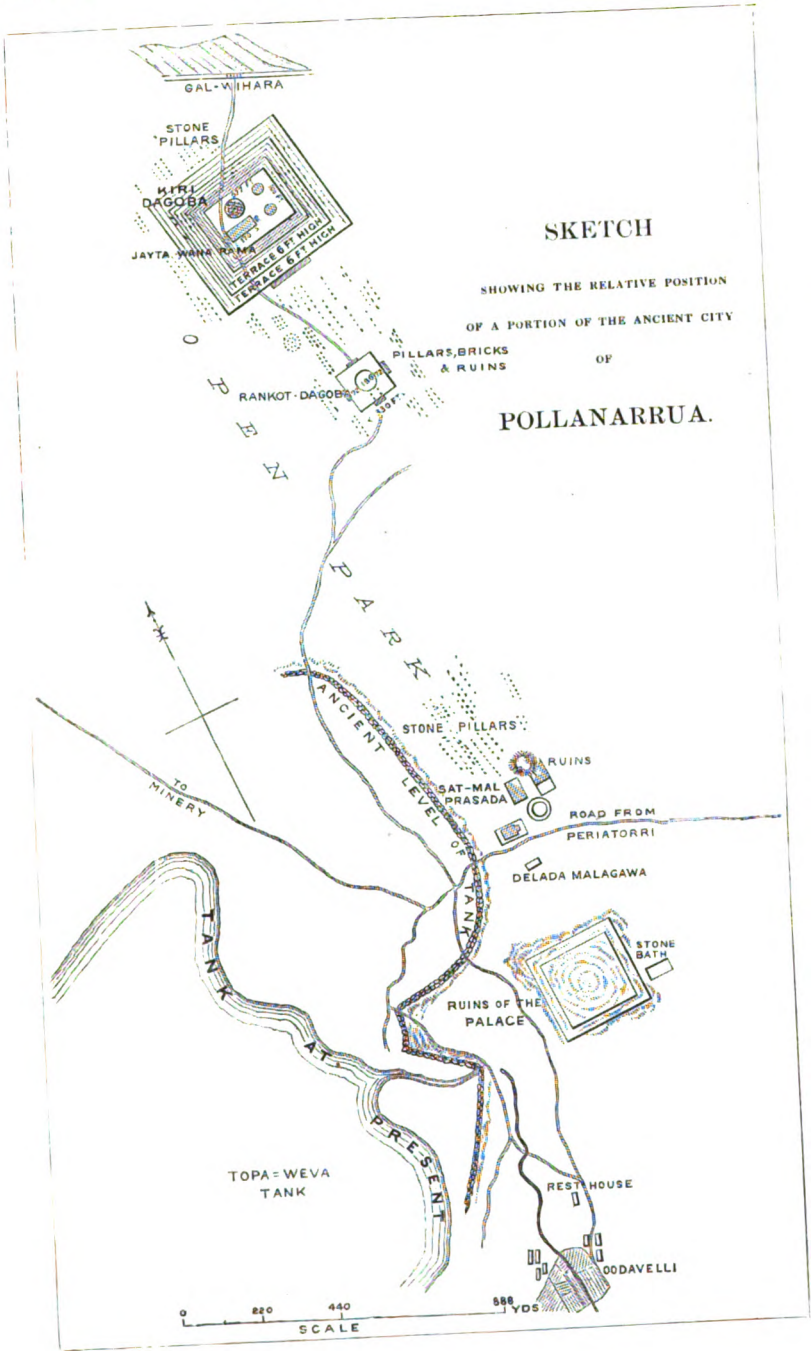 GAL-WIHARA
STONE
PILLARS
KIRI
DAGOBA
JAYTA WANA RAMA
TERRACE 6 FT HIGH
TERRACE 6 FT HIGH
SKETCH
SHOWING THE RELATIVE POSITION
OF A PORTION OF THE ANCIENT CITY
OF
POLLANARRUA.
PILLARS, BRICKS
& RUINS
RANKOT-DAGOBA
OPEN PARK
ANCIENT LEVEL OF TANK
STONE PILLARS
RUINS
SAT-MAL
PRASADA
ROAD FROM
PERIATORRI
TO
MINERY
DELADA MALAGAWA
STONE
BATH
RUINS OF THE
PALACE
TANK AT. PRESENT
TOPA=WEVA
TANK
REST HOUSE
OODAVELLI
0 220 440 YDS
SCALE